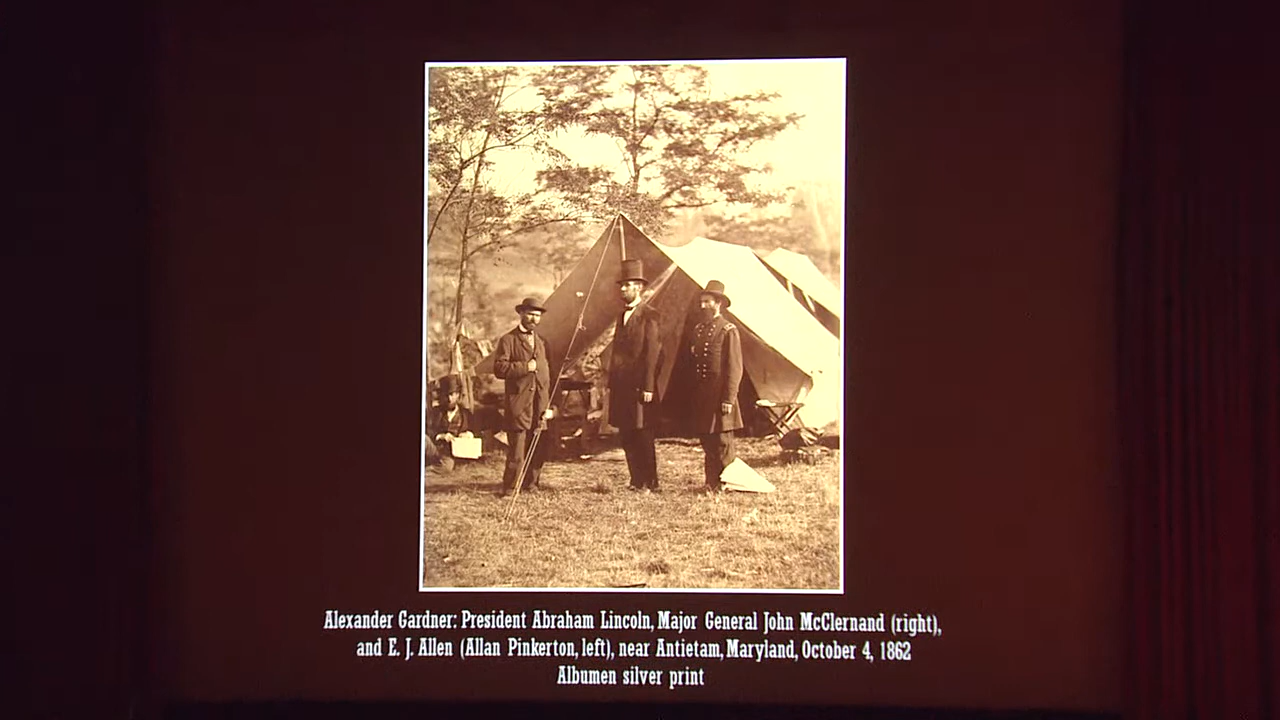 Alexander Gardner: President Abraham Lincoln, Major General John McClernand (right),
and E. J. Allen (Allan Pinkerton, left), near Antietam, Maryland, October 4, 1862
Albumen silver print